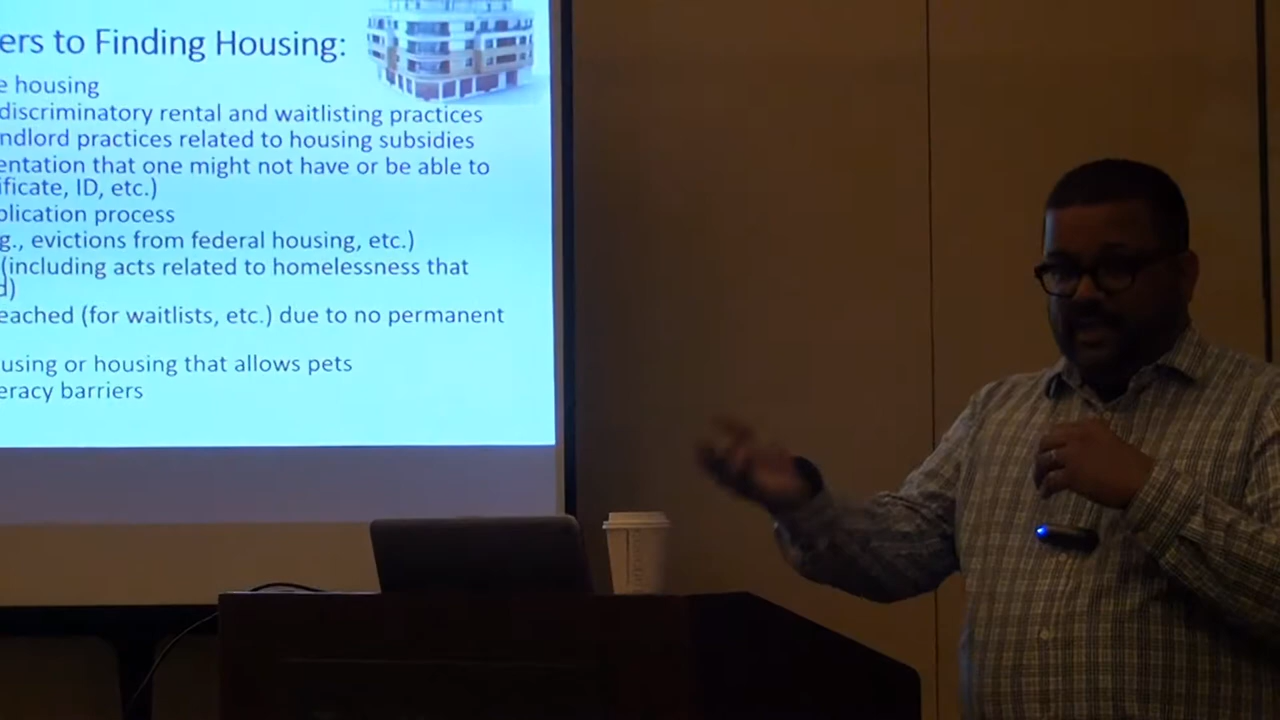 ers to Finding Housing:
e housing
discriminatory rental and waitlisting practices
ndlord practices related to housing subsidies
entation that one might not have or be able to
ificate, ID, etc.)
plication process
g., evictions from federal housing, etc.)
(including acts related to homelessness that
d)
eached (for waitlists, etc.) due to no permanent
using or housing that allows pets
eracy barriers